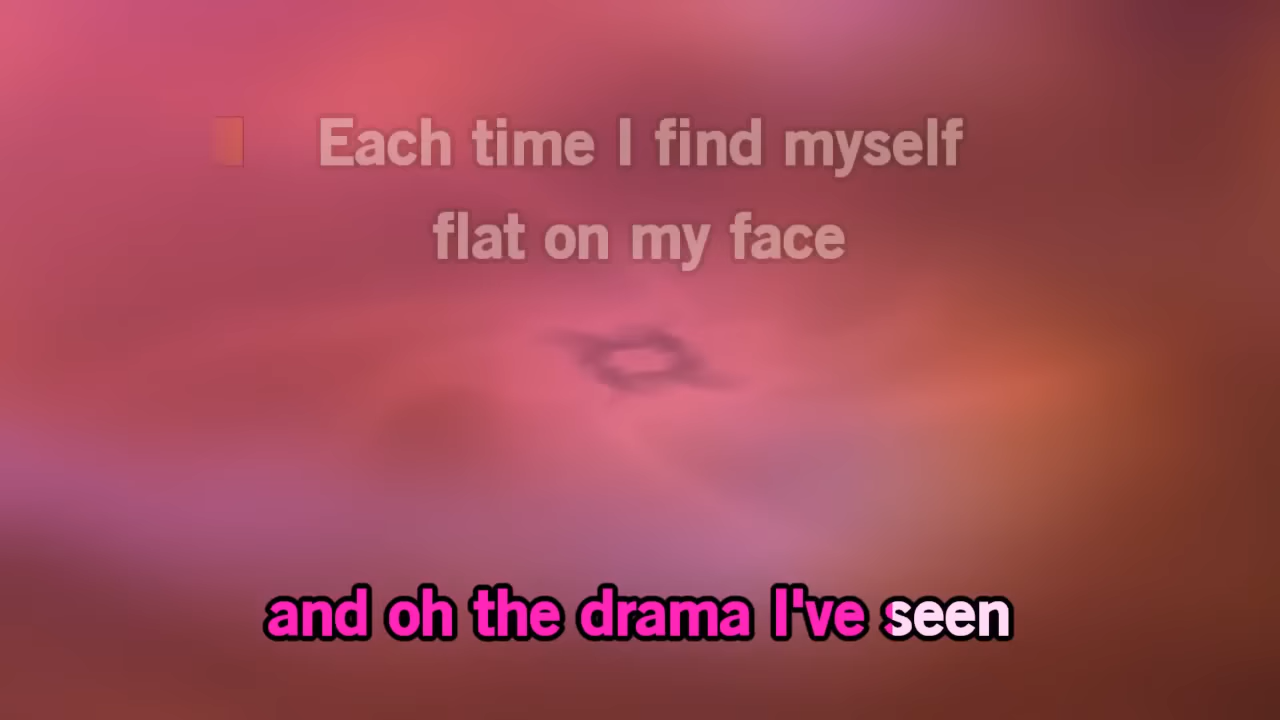 Each time I find myself
flat on my face
and oh the drama I've seen